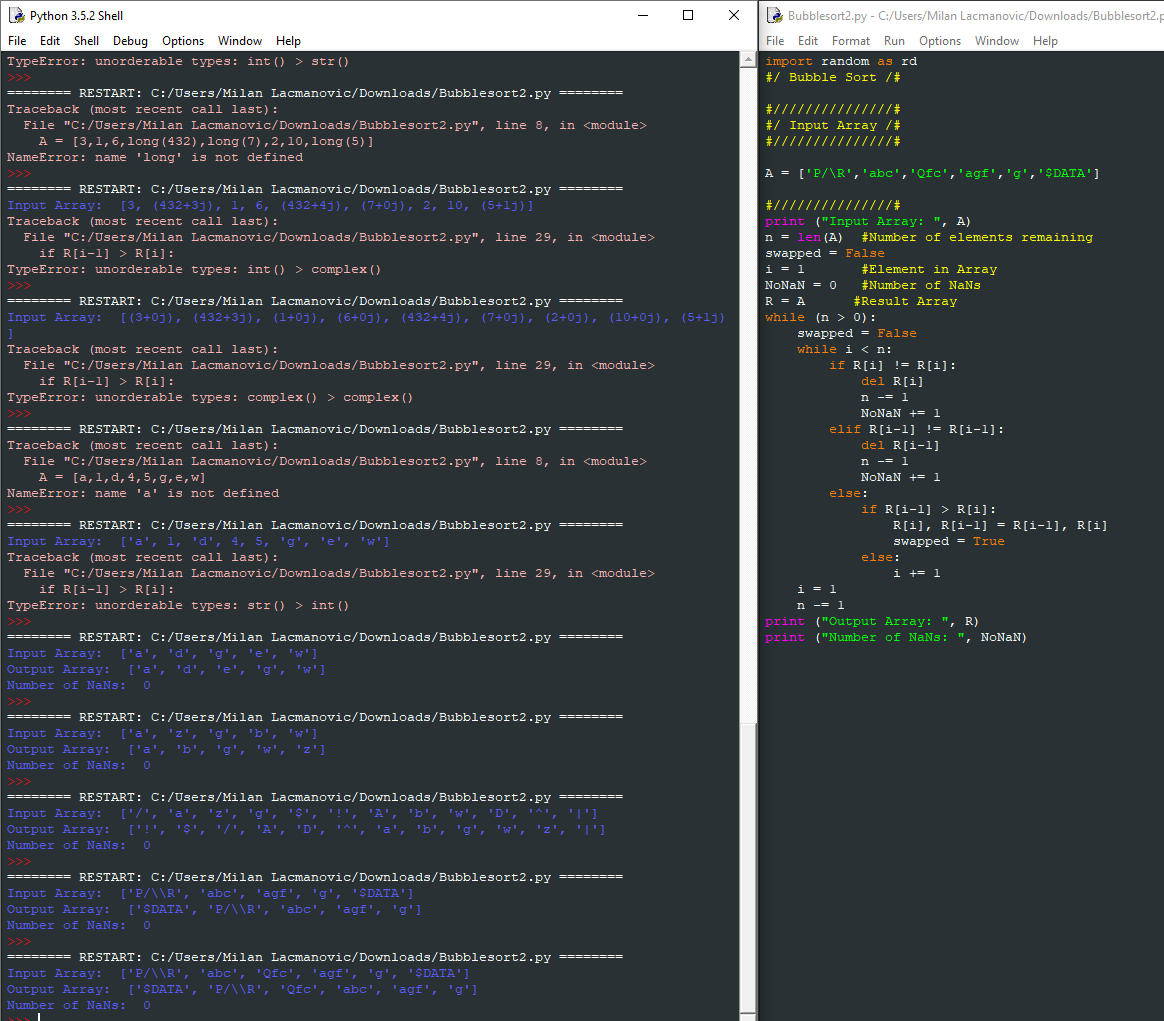 Python 3.5.2 Shell
File Edit Shell Debug Options Window Help
TypeError: unorderable types: int() > str()
>>>
======== RESTART: C:/Users/Milan Lacmanovic/Downloads/Bubblesort2.py ========
Traceback (most recent call last):
  File "C:/Users/Milan Lacmanovic/Downloads/Bubblesort2.py", line 8, in <module>
    A = [3,1,6,long(432),long(7),2,10,long(5)]
NameError: name 'long' is not defined
>>>
======== RESTART: C:/Users/Milan Lacmanovic/Downloads/Bubblesort2.py ========
Input Array:  [3, (432+3j), 1, 6, (432+4j), (7+0j), 2, 10, (5+1j)]
Traceback (most recent call last):
  File "C:/Users/Milan Lacmanovic/Downloads/Bubblesort2.py", line 29, in <module>
    if R[i-1] > R[i]:
TypeError: unorderable types: int() > complex()
>>>
======== RESTART: C:/Users/Milan Lacmanovic/Downloads/Bubblesort2.py ========
Input Array:  [(3+0j), (432+3j), (1+0j), (6+0j), (432+4j), (7+0j), (2+0j), (10+0j), (5+1j)
]
Traceback (most recent call last):
  File "C:/Users/Milan Lacmanovic/Downloads/Bubblesort2.py", line 29, in <module>
    if R[i-1] > R[i]:
TypeError: unorderable types: complex() > complex()
>>>
======== RESTART: C:/Users/Milan Lacmanovic/Downloads/Bubblesort2.py ========
Traceback (most recent call last):
  File "C:/Users/Milan Lacmanovic/Downloads/Bubblesort2.py", line 8, in <module>
    A = [a,1,d,4,5,g,e,w]
NameError: name 'a' is not defined
>>>
======== RESTART: C:/Users/Milan Lacmanovic/Downloads/Bubblesort2.py ========
Input Array:  ['a', 1, 'd', 4, 5, 'g', 'e', 'w']
Traceback (most recent call last):
  File "C:/Users/Milan Lacmanovic/Downloads/Bubblesort2.py", line 29, in <module>
    if R[i-1] > R[i]:
TypeError: unorderable types: str() > int()
>>>
======== RESTART: C:/Users/Milan Lacmanovic/Downloads/Bubblesort2.py ========
Input Array:  ['a', 'd', 'g', 'e', 'w']
Output Array:  ['a', 'd', 'e', 'g', 'w']
Number of NaNs:  0
>>>
======== RESTART: C:/Users/Milan Lacmanovic/Downloads/Bubblesort2.py ========
Input Array:  ['a', 'z', 'g', 'b', 'w']
Output Array:  ['a', 'b', 'g', 'w', 'z']
Number of NaNs:  0
>>>
======== RESTART: C:/Users/Milan Lacmanovic/Downloads/Bubblesort2.py ========
Input Array:  ['/', 'a', 'z', 'g', '$', '!', 'A', 'b', 'w', 'D', '^', '|']
Output Array:  ['!', '$', '/', 'A', 'D', '^', 'a', 'b', 'g', 'w', 'z', '|']
Number of NaNs:  0
>>>
======== RESTART: C:/Users/Milan Lacmanovic/Downloads/Bubblesort2.py ========
Input Array:  ['P/\\R', 'abc', 'agf', 'g', '$DATA']
Output Array:  ['$DATA', 'P/\\R', 'abc', 'agf', 'g']
Number of NaNs:  0
>>>
======== RESTART: C:/Users/Milan Lacmanovic/Downloads/Bubblesort2.py ========
Input Array:  ['P/\\R', 'abc', 'Qfc', 'agf', 'g', '$DATA']
Output Array:  ['$DATA', 'P/\\R', 'Qfc', 'abc', 'agf', 'g']
Number of NaNs:  0
>>>
Bubblesort2.py - C:/Users/Milan Lacmanovic/Downloads/Bubblesort2.p
File Edit Format Run Options Window Help
import random as rd
#/ Bubble Sort /#
#///////////////#
#/ Input Array /#
#///////////////#
A = ['P/\R','abc','Qfc','agf','g','$DATA']
#///////////////#
print ("Input Array: ", A)
n = len(A)  #Number of elements remaining
swapped = False
i = 1       #Element in Array
NoNaN = 0   #Number of NaNs
R = A      #Result Array
while (n > 0):
    swapped = False
    while i < n:
        if R[i] != R[i]:
            del R[i]
            n -= 1
            NoNaN += 1
        elif R[i-1] != R[i-1]:
            del R[i-1]
            n -= 1
            NoNaN += 1
        else:
            if R[i-1] > R[i]:
                R[i], R[i-1] = R[i-1], R[i]
                swapped = True
            else:
                i += 1
    i = 1
    n -= 1
print ("Output Array: ", R)
print ("Number of NaNs: ", NoNaN)